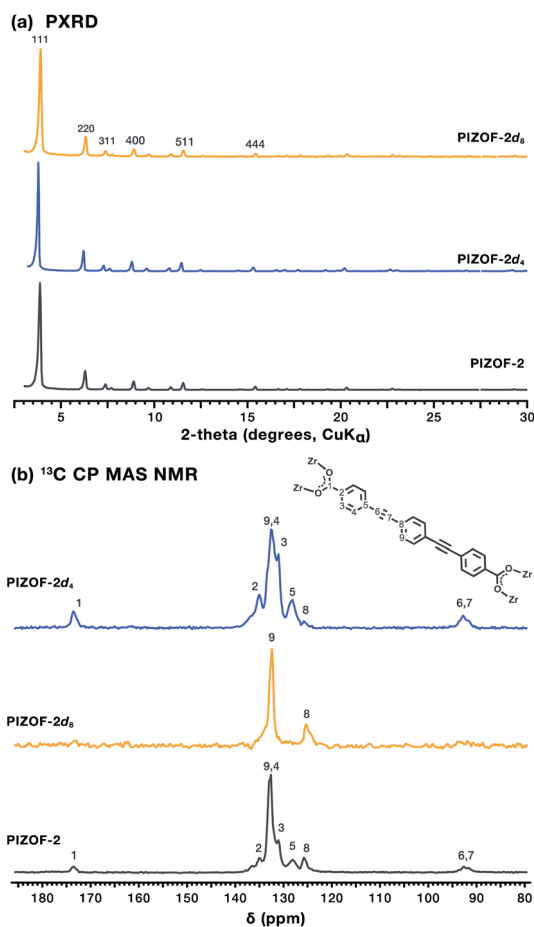 (a) PXRD
111
220
311
400
511
444
PIZOF-2d8
PIZOF-2d4
PIZOF-2
5
10
15
20
25
30
2-theta (degrees, CuKα)
(b) ¹³C CP MAS NMR
Zr
O
O
Zr
1
2
3
4
5
6
7
8
9
O
Zr
O
Zr
PIZOF-2d4
1
2
9,4
3
5
8
6,7
PIZOF-2d8
9
8
PIZOF-2
1
2
9,4
3
5
8
6,7
180
170
160
150
140
130
120
110
100
90
80
δ (ppm)